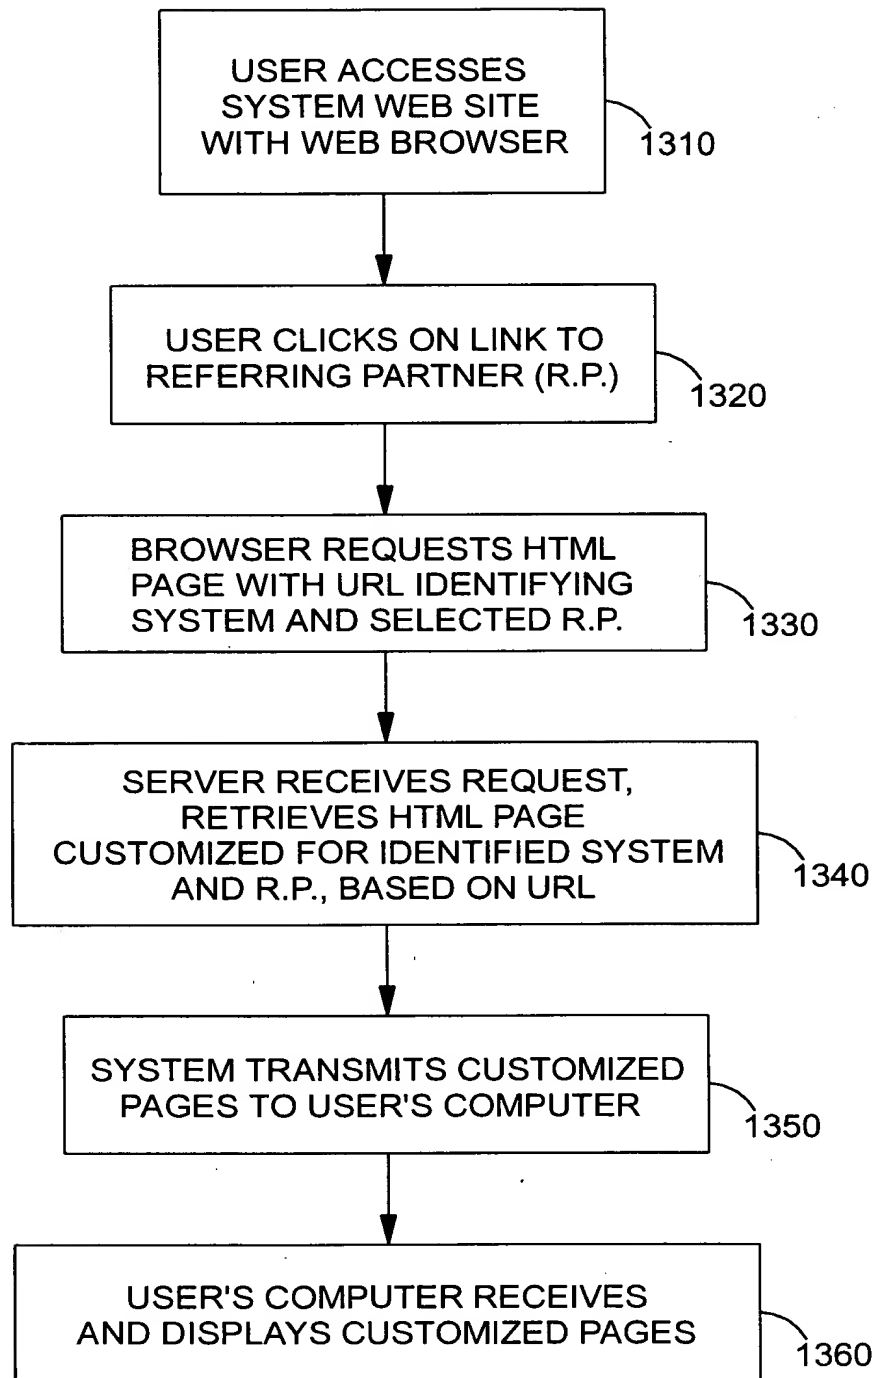 USER ACCESSES
SYSTEM WEB SITE
WITH WEB BROWSER
1310
USER CLICKS ON LINK TO
REFERRING PARTNER (R.P.)
1320
BROWSER REQUESTS HTML
PAGE WITH URL IDENTIFYING
SYSTEM AND SELECTED R.P.
1330
SERVER RECEIVES REQUEST,
RETRIEVES HTML PAGE
CUSTOMIZED FOR IDENTIFIED SYSTEM
AND R.P., BASED ON URL
1340
SYSTEM TRANSMITS CUSTOMIZED
PAGES TO USER'S COMPUTER
1350
USER'S COMPUTER RECEIVES
AND DISPLAYS CUSTOMIZED PAGES
1360